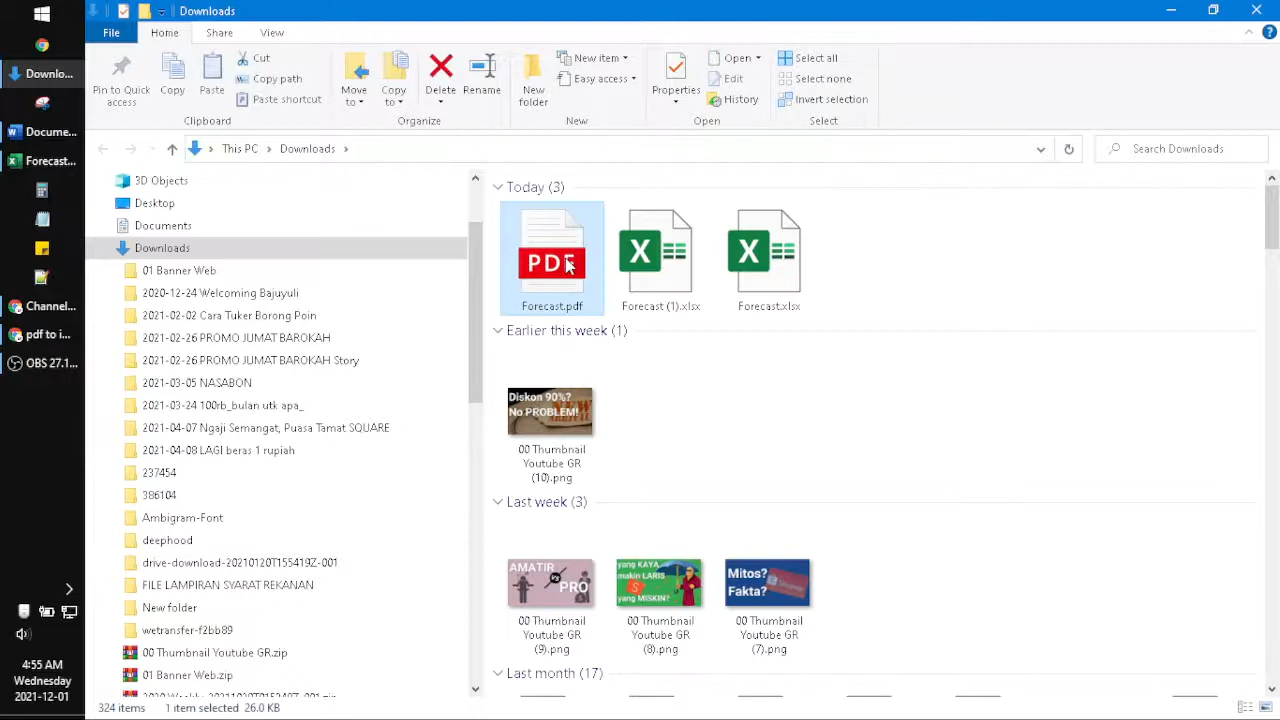 Downloads
File
Home
Share
View
Pin to Quick access
Copy
Paste
Cut
Copy path
Paste shortcut
Clipboard
Move to
Copy to
Delete
Rename
Organize
New folder
New item
Easy access
New
Properties
Open
Edit
History
Open
Select all
Select none
Invert selection
Select
This PC
Downloads
Search Downloads
Downlo...
Docume...
Forecast...
Channel...
pdf to i...
OBS 27.1...
4:55 AM
Wednesday
2021-12-01
3D Objects
Desktop
Documents
Downloads
01 Banner Web
2020-12-24 Welcoming Bajuyuli
2021-02-02 Cara Tuker Borong Poin
2021-02-26 PROMO JUMAT BAROKAH
2021-02-26 PROMO JUMAT BAROKAH Story
2021-03-05 NASABON
2021-03-24 100rb_bulan utk apa_
2021-04-07 Ngaji Semangat, Puasa Tamat SQUARE
2021-04-08 LAGI beras 1 rupiah
237454
386104
Ambigram-Font
deephood
drive-download-20210120T155419Z-001
FILE LAMPIRAN SYARAT REKANAN
New folder
wetransfer-f2bb89
00 Thumbnail Youtube GR.zip
01 Banner Web.zip
Today (3)
PDF
Forecast.pdf
X
Forecast (1).xlsx
X
Forecast.xlsx
Earlier this week (1)
Diskon 90%?
No PROBLEM!
00 Thumbnail
Youtube GR
(10).png
Last week (3)
AMATIR
PRO
00 Thumbnail
Youtube GR
(9).png
yang KAYA
makin LARIS
yang MISKIN?
00 Thumbnail
Youtube GR
(8).png
Mitos?
Fakta?
00 Thumbnail
Youtube GR
(7).png
Last month (17)
324 items
1 item selected 26.0 KB